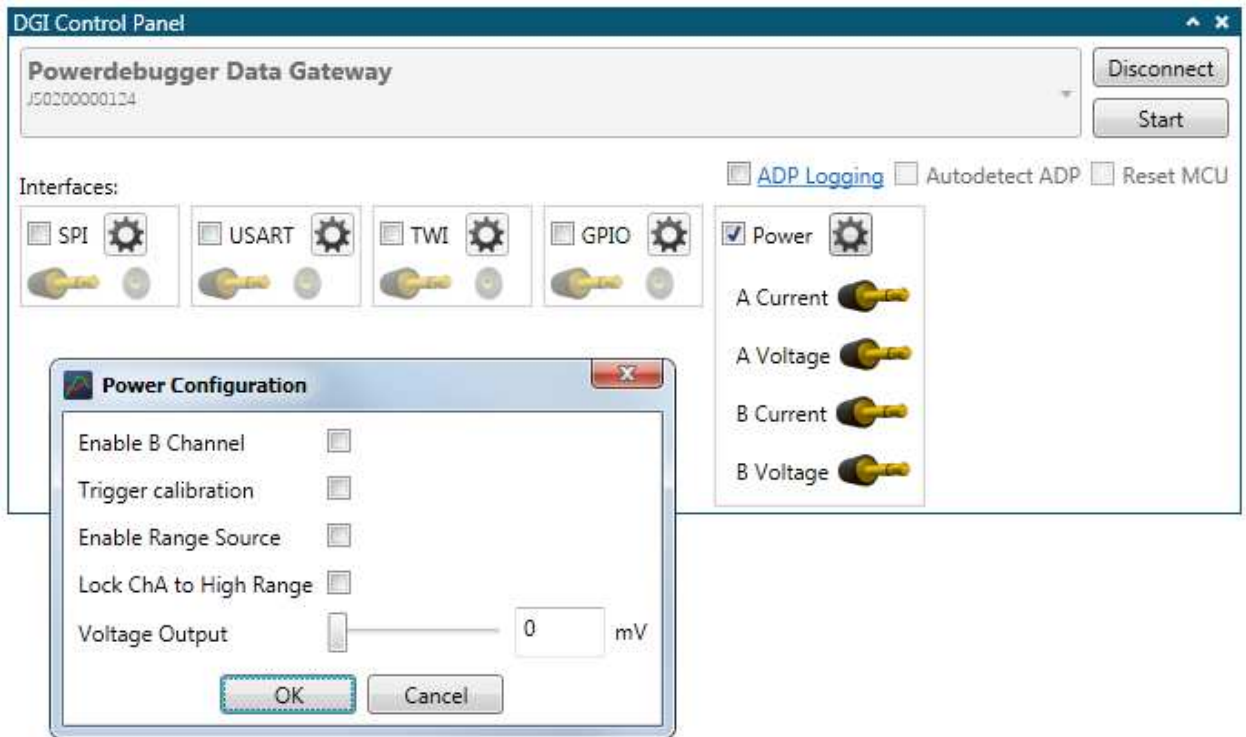 DGI Control Panel
Powerdebugger Data Gateway
J50200000124
Disconnect
Start
ADP Logging Autodetect ADP Reset MCU
Interfaces:
SPI USART TWI GPIO Power
A Current
A Voltage
B Current
B Voltage
Power Configuration
Enable B Channel
Trigger calibration
Enable Range Source
Lock ChA to High Range
Voltage Output 0 mV
OK Cancel